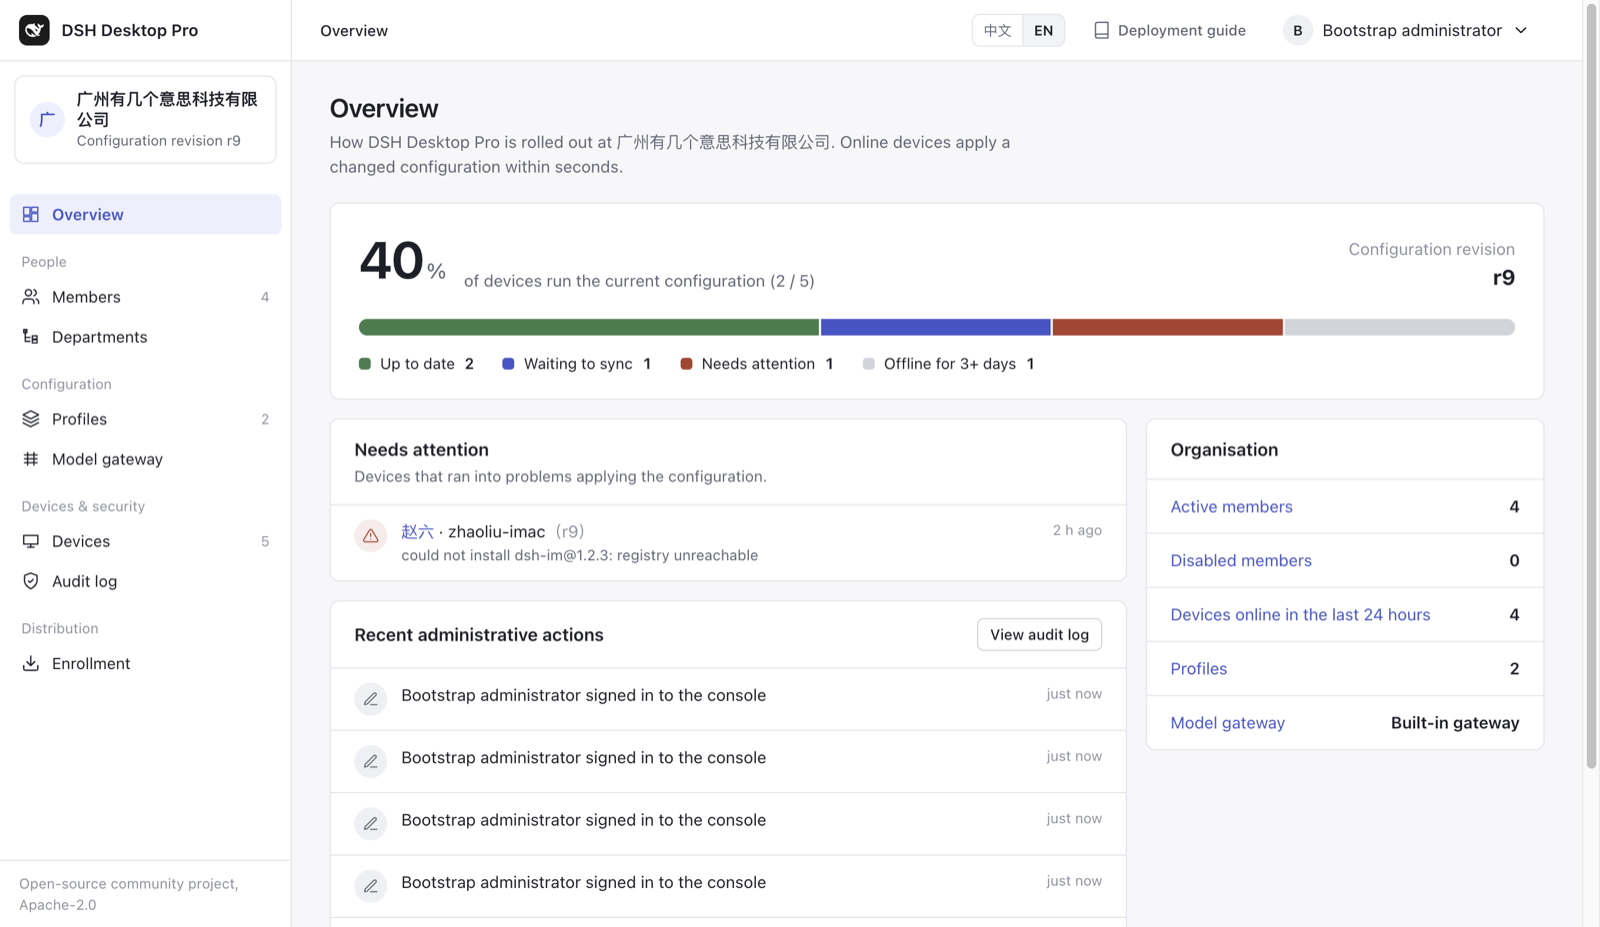 DSH Desktop Pro
Overview
中文
EN
Deployment guide
B
Bootstrap administrator
广
广州有几个意思科技有限
公司
Configuration revision r9
Overview
People
Members 4
Departments
Configuration
Profiles 2
Model gateway
Devices & security
Devices 5
Audit log
Distribution
Enrollment
Open-source community project,
Apache-2.0
Overview
How DSH Desktop Pro is rolled out at 广州有几个意思科技有限公司. Online devices apply a
changed configuration within seconds.
40% of devices run the current configuration (2 / 5)
Configuration revision
r9
Up to date 2 Waiting to sync 1 Needs attention 1 Offline for 3+ days 1
Needs attention
Devices that ran into problems applying the configuration.
赵六 · zhaoliu-imac (r9) 2 h ago
could not install dsh-im@1.2.3: registry unreachable
Recent administrative actions
View audit log
Bootstrap administrator signed in to the console just now
Bootstrap administrator signed in to the console just now
Bootstrap administrator signed in to the console just now
Bootstrap administrator signed in to the console just now
Organisation
Active members 4
Disabled members 0
Devices online in the last 24 hours 4
Profiles 2
Model gateway Built-in gateway